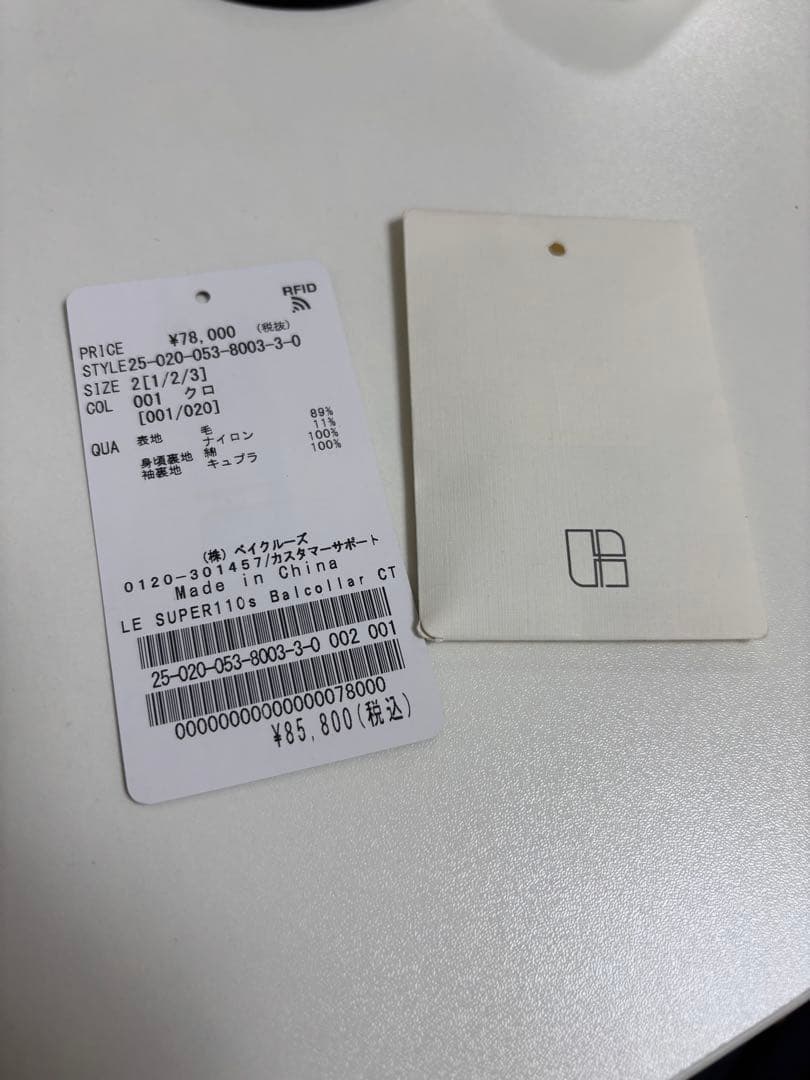 RFID
PRICE ¥78,000 (税抜)
STYLE 25-020-053-8003-3-0
SIZE 2[1/2/3]
COL 001 クロ
[001/020]
QUA 表地 毛 89%
ナイロン 11%
身頃裏地 綿 100%
袖裏地 キュプラ 100%
(株) ベイクルーズ
0120-301457/カスタマーサポート
Made in China
LE SUPER110s Balcollar CT
25-020-053-8003-3-0 002 001
00000000000000078000
¥85,800(税込)